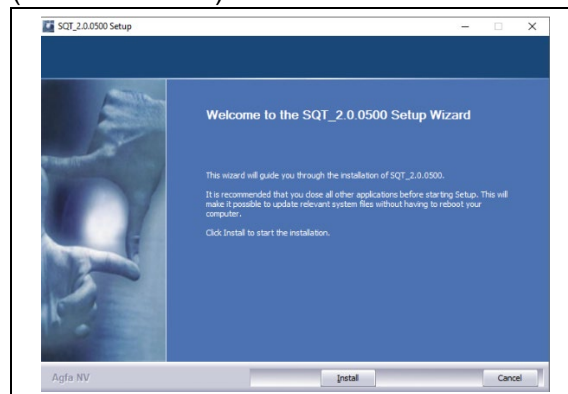 SQT_2.0.0500 Setup
Welcome to the SQT_2.0.0500 Setup Wizard
This wizard will guide you through the installation of SQT_2.0.0500.
It is recommended that you close all other applications before starting Setup. This will
make it possible to update relevant system files without having to reboot your
computer.
Click Install to start the installation.
Agfa NV
Install
Cancel